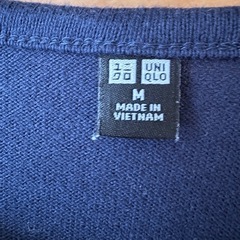 ユニ UNI
クロ QLO
M
MADE IN
VIETNAM